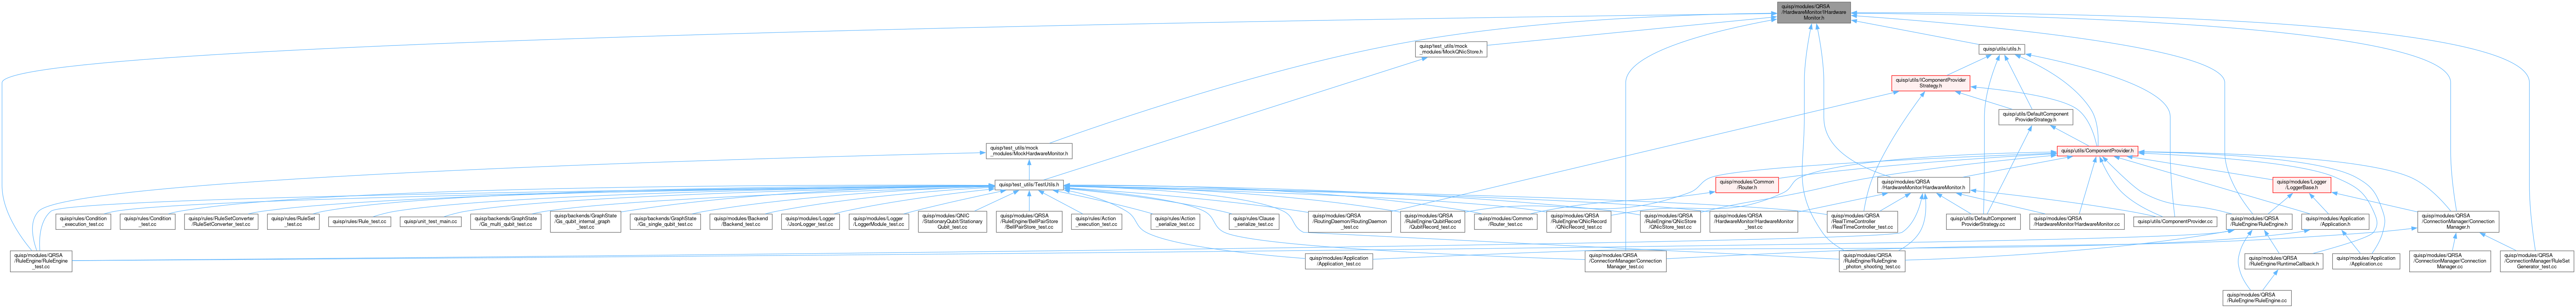 quisp/modules/QRSA
/HardwareMonitor/IHardware
Monitor.h
quisp/test_utils/mock
_modules/MockQNicStore.h
quisp/utils/utils.h
quisp/utils/IComponentProvider
Strategy.h
quisp/utils/DefaultComponent
ProviderStrategy.h
quisp/test_utils/mock
_modules/MockHardwareMonitor.h
quisp/utils/ComponentProvider.h
quisp/test_utils/TestUtils.h
quisp/modules/Common
/Router.h
quisp/modules/QRSA
/HardwareMonitor/HardwareMonitor.h
quisp/modules/Logger
/LoggerBase.h
quisp/rules/Condition
_execution_test.cc
quisp/rules/Condition
_test.cc
quisp/rules/RuleSetConverter
/RuleSetConverter_test.cc
quisp/rules/RuleSet
_test.cc
quisp/rules/Rule_test.cc
quisp/unit_test_main.cc
quisp/backends/GraphState
/Gs_multi_qubit_test.cc
quisp/backends/GraphState
/Gs_qubit_internal_graph
_test.cc
quisp/backends/GraphState
/Gs_single_qubit_test.cc
quisp/modules/Backend
/Backend_test.cc
quisp/modules/Logger
/JsonLogger_test.cc
quisp/modules/Logger
/LoggerModule_test.cc
quisp/modules/QNIC
/StationaryQubit/Stationary
Qubit_test.cc
quisp/modules/QRSA
/RuleEngine/BellPairStore
/BellPairStore_test.cc
quisp/rules/Action
_execution_test.cc
quisp/rules/Action
_serialize_test.cc
quisp/rules/Clause
_serialize_test.cc
quisp/modules/QRSA
/RoutingDaemon/RoutingDaemon
_test.cc
quisp/modules/QRSA
/RuleEngine/QubitRecord
/QubitRecord_test.cc
quisp/modules/Common
/Router_test.cc
quisp/modules/QRSA
/RuleEngine/QNicRecord
/QNicRecord_test.cc
quisp/modules/QRSA
/RuleEngine/QNicStore
/QNicStore_test.cc
quisp/modules/QRSA
/HardwareMonitor/HardwareMonitor
_test.cc
quisp/modules/QRSA
/RealTimeController
/RealTimeController_test.cc
quisp/utils/DefaultComponent
ProviderStrategy.cc
quisp/modules/QRSA
/HardwareMonitor/HardwareMonitor.cc
quisp/utils/ComponentProvider.cc
quisp/modules/QRSA
/RuleEngine/RuleEngine.h
quisp/modules/Application
/Application.h
quisp/modules/QRSA
/ConnectionManager/Connection
Manager.h
quisp/modules/QRSA
/RuleEngine/RuleEngine
_test.cc
quisp/modules/Application
/Application_test.cc
quisp/modules/QRSA
/ConnectionManager/Connection
Manager_test.cc
quisp/modules/QRSA
/RuleEngine/RuleEngine
_photon_shooting_test.cc
quisp/modules/QRSA
/RuleEngine/RuntimeCallback.h
quisp/modules/Application
/Application.cc
quisp/modules/QRSA
/ConnectionManager/Connection
Manager.cc
quisp/modules/QRSA
/ConnectionManager/RuleSet
Generator_test.cc
quisp/modules/QRSA
/RuleEngine/RuleEngine.cc